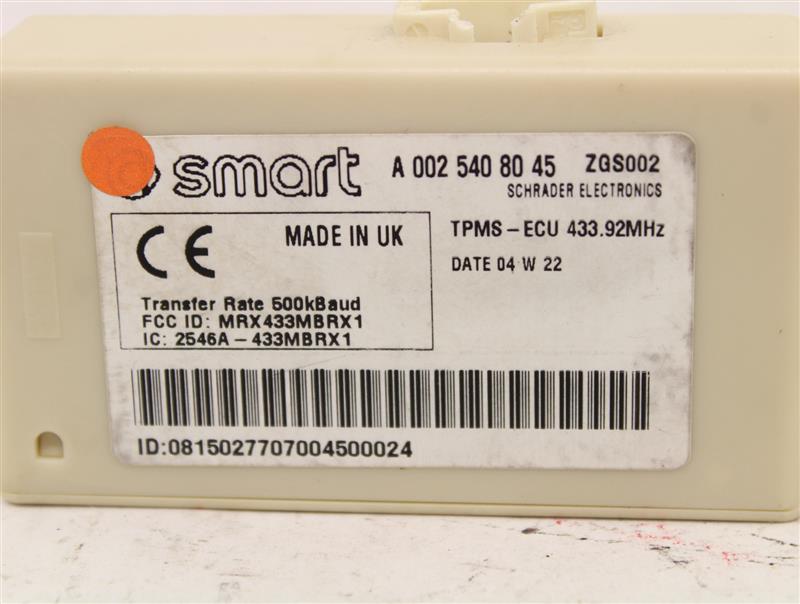 smart A 002 540 80 45 ZGS002
SCHRADER ELECTRONICS
MADE IN UK
TPMS-ECU 433.92MHz
CE
DATE 04 W 22
Transfer Rate 500kBaud
FCC ID: MRX433MBRX1
IC: 2546A-433MBRX1
ID:0815027707004500024